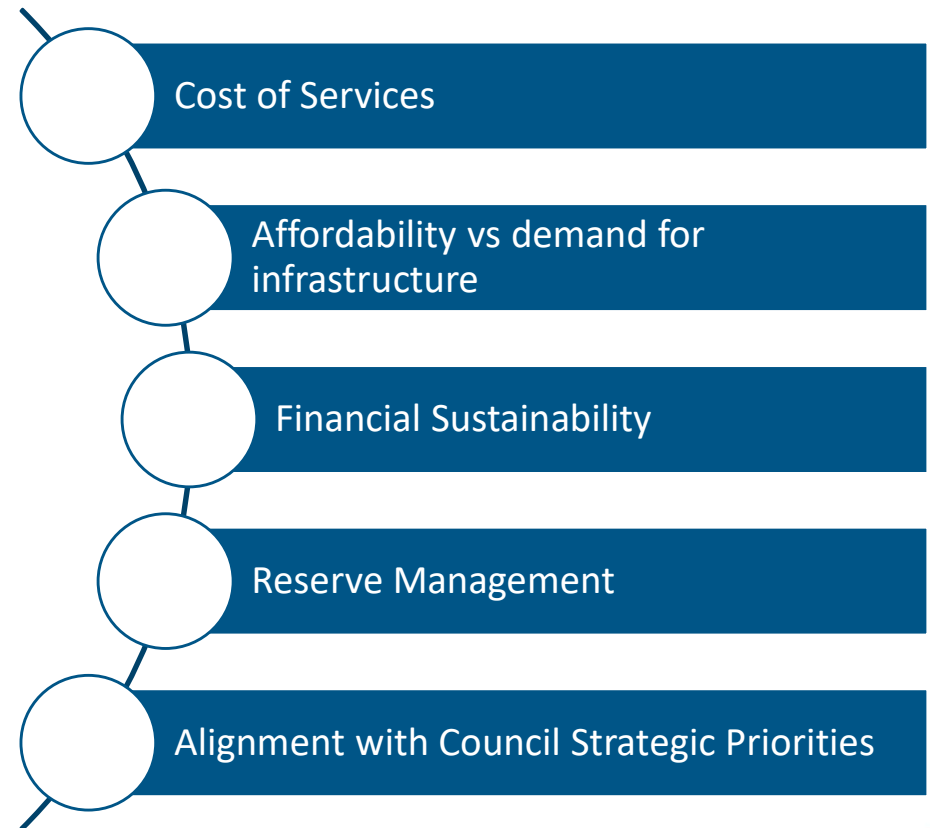 Cost of Services
Affordability vs demand for
infrastructure
Financial Sustainability
Reserve Management
Alignment with Council Strategic Priorities